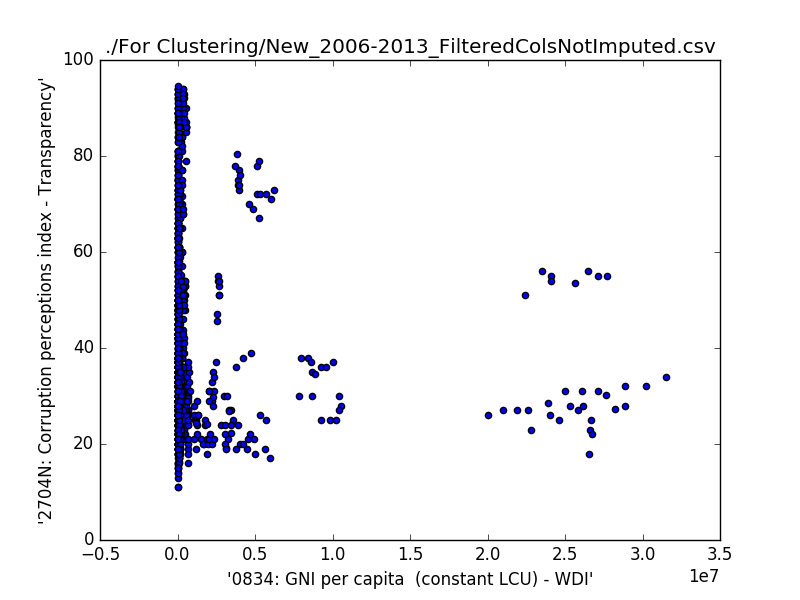 ./For Clustering/New_2006-2013_FilteredColsNotImputed.csv
100
80
60
40
20
0
'2704N: Corruption perceptions index - Transparency'
−0.5 0.0 0.5 1.0 1.5 2.0 2.5 3.0 3.5
1e7
'0834: GNI per capita  (constant LCU) - WDI'